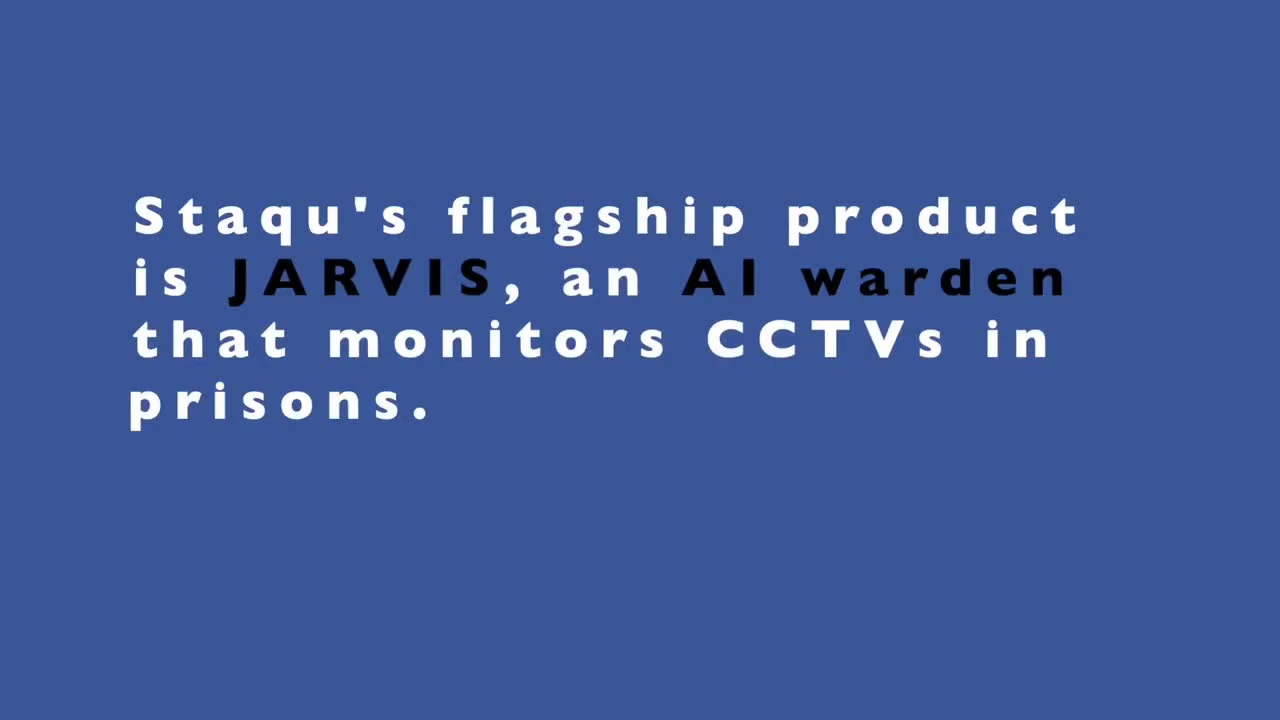 Staqu's flagship product
is JARVIS, an AI warden
that monitors CCTVs in
prisons.